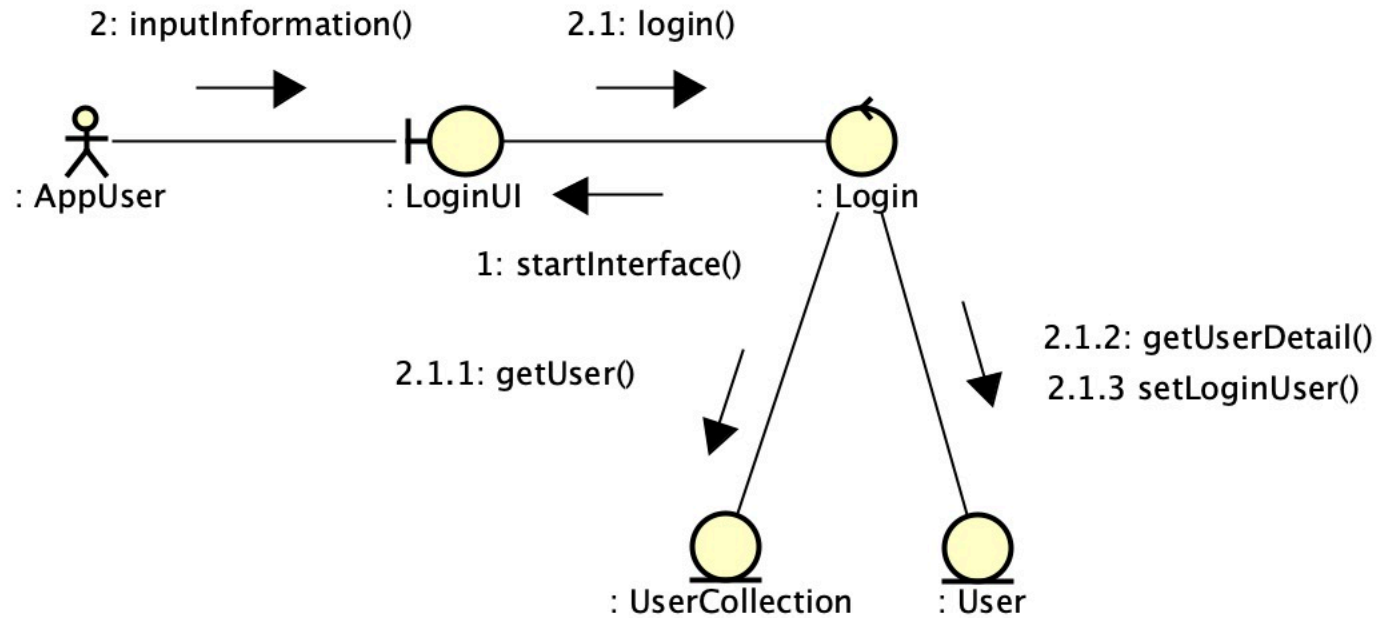 2: inputInformation()
2.1: login()
: AppUser
: LoginUI
: Login
1: startInterface()
2.1.1: getUser()
2.1.2: getUserDetail()
2.1.3 setLoginUser()
: UserCollection
: User